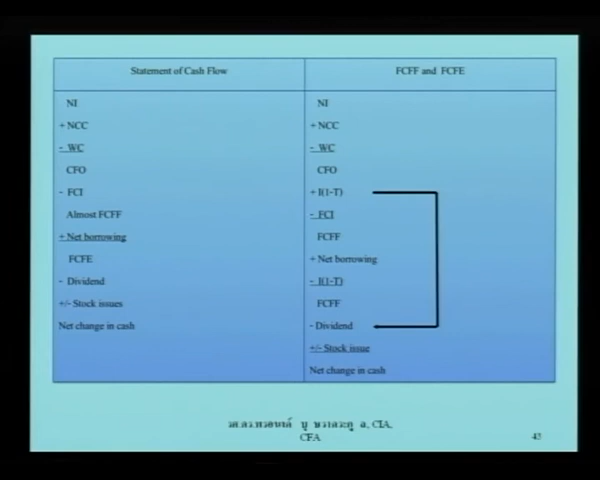 Statement of Cash Flow
NI
+ NCC
- WC
CFO
- FCI
Almost FCFF
+ Net borrowing
FCFE
- Dividend
+/- Stock issues
Net change in cash
FCFF and FCFE
NI
+ NCC
- WC
CFO
+ I(1-T)
- FCI
FCFF
+ Net borrowing
- I(1-T)
FCFF
- Dividend
+/- Stock issue
Net change in cash
CIA,
CFA
43